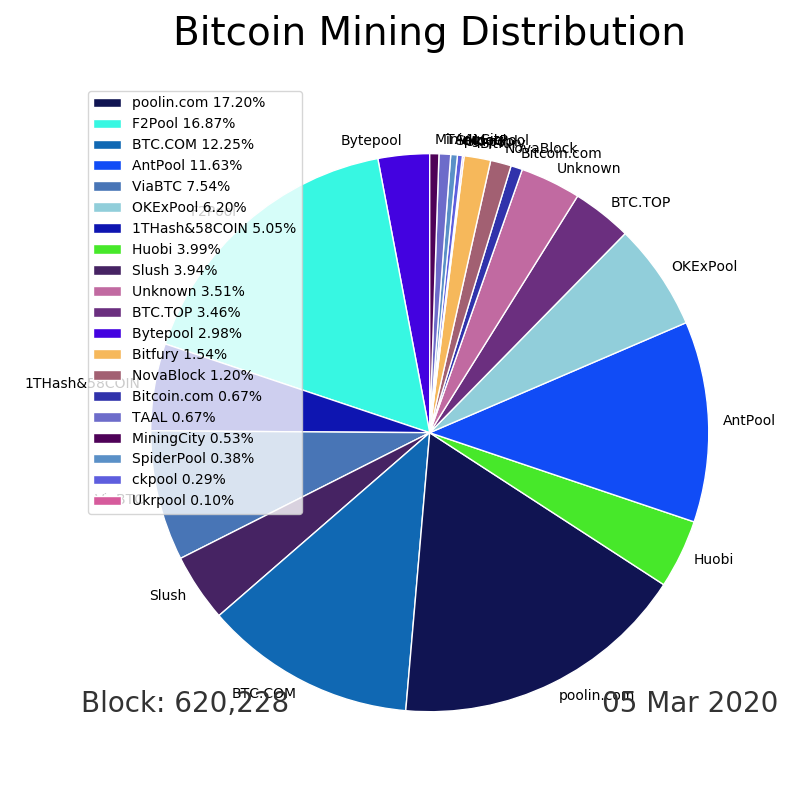 Bitcoin Mining Distribution
poolin.com 17.20%
F2Pool 16.87%
BTC.COM 12.25%
AntPool 11.63%
ViaBTC 7.54%
OKExPool 6.20%
1THash&58COIN 5.05%
Huobi 3.99%
Slush 3.94%
Unknown 3.51%
BTC.TOP 3.46%
Bytepool 2.98%
Bitfury 1.54%
NovaBlock 1.20%
Bitcoin.com 0.67%
TAAL 0.67%
MiningCity 0.53%
SpiderPool 0.38%
ckpool 0.29%
Ukrpool 0.10%
Bytepool
NovaBlock
Bitcoin.com
Unknown
BTC.TOP
OKExPool
AntPool
Huobi
poolin.com
BTC.COM
Slush
ViaBTC
1THash&58COIN
F2Pool
Block: 620,228
05 Mar 2020